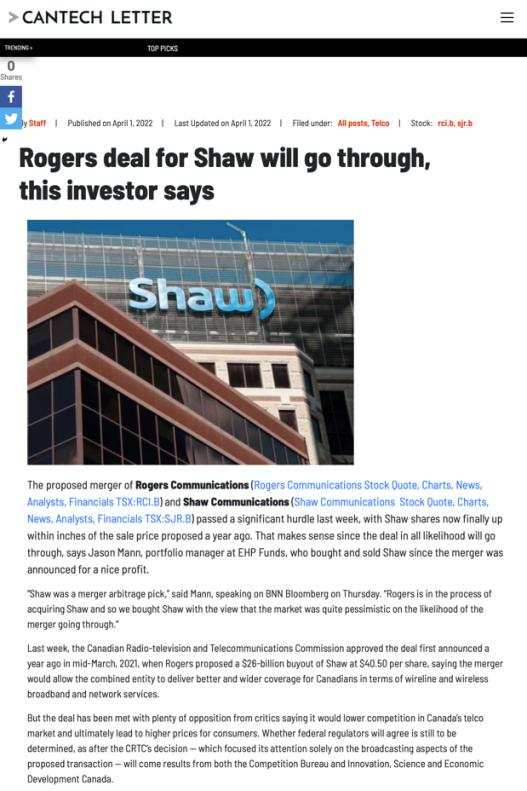 > CANTECH LETTER
TRENDING >
TOP PICKS
0
Shares
By Staff | Published on April 1, 2022 | Last Updated on April 1, 2022 | Filed under: All posts, Telco | Stock: rci.b, sjr.b
Rogers deal for Shaw will go through,
this investor says
Shaw)
The proposed merger of Rogers Communications (Rogers Communications Stock Quote, Charts, News,
Analysts, Financials TSX:RCI.B) and Shaw Communications (Shaw Communications Stock Quote, Charts,
News, Analysts, Financials TSX:SJR.B) passed a significant hurdle last week, with Shaw shares now finally up
within inches of the sale price proposed a year ago. That makes sense since the deal in all likelihood will go
through, says Jason Mann, portfolio manager at EHP Funds, who bought and sold Shaw since the merger was
announced for a nice profit.
“Shaw was a merger arbitrage pick,” said Mann, speaking on BNN Bloomberg on Thursday. “Rogers is in the process of
acquiring Shaw and so we bought Shaw with the view that the market was quite pessimistic on the likelihood of the
merger going through.”
Last week, the Canadian Radio-television and Telecommunications Commission approved the deal first announced a
year ago in mid-March, 2021, when Rogers proposed a $26-billion buyout of Shaw at $40.50 per share, saying the merger
would allow the combined entity to deliver better and wider coverage for Canadians in terms of wireline and wireless
broadband and network services.
But the deal has been met with plenty of opposition from critics saying it would lower competition in Canada’s telco
market and ultimately lead to higher prices for consumers. Whether federal regulators will agree is still to be
determined, as after the CRTC’s decision — which focused its attention solely on the broadcasting aspects of the
proposed transaction — will come results from both the Competition Bureau and Innovation, Science and Economic
Development Canada.